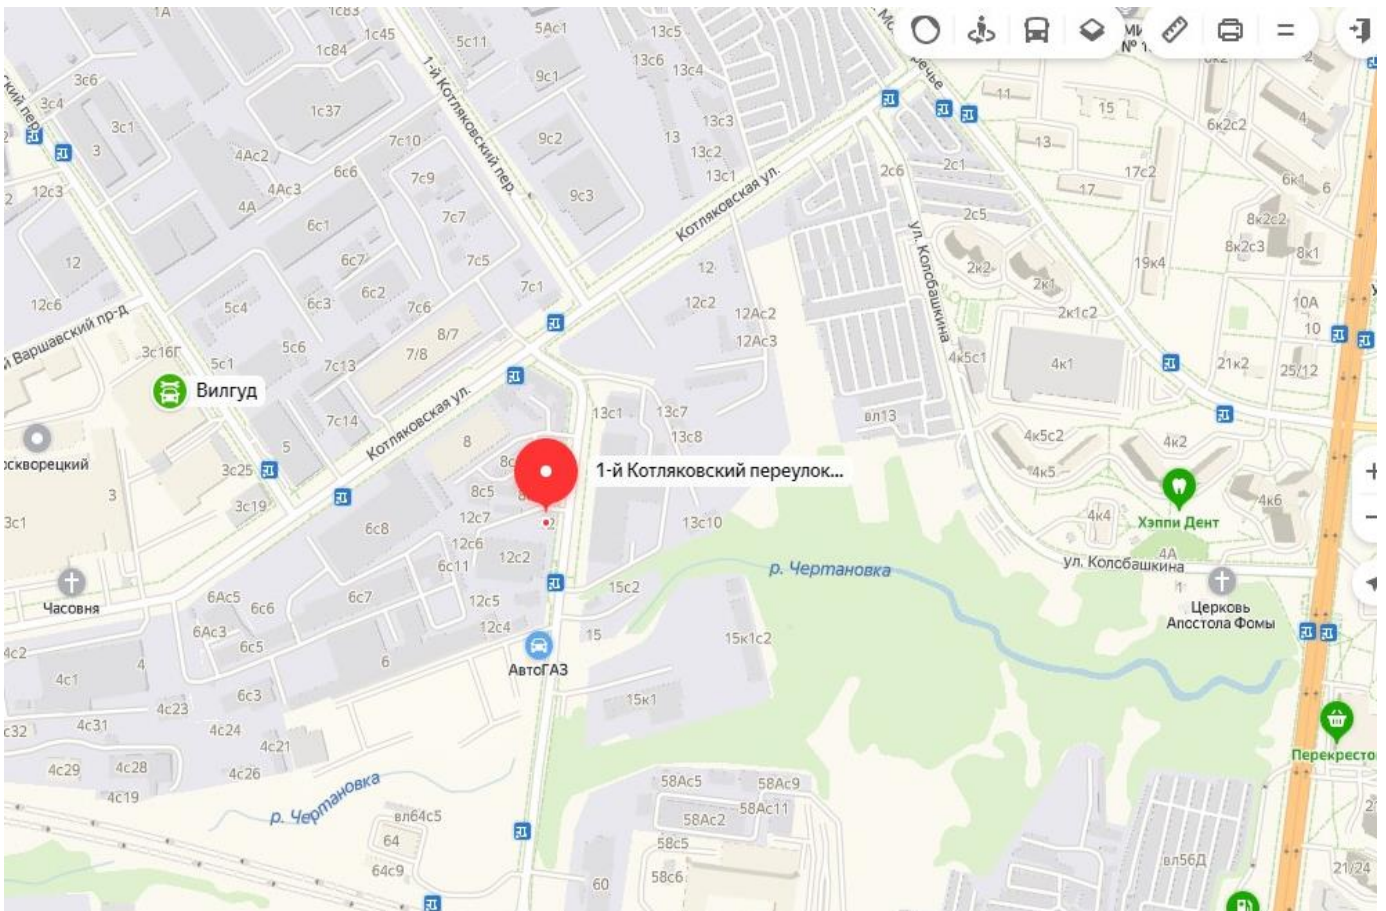 1А
1с83
1с45
1с84
5с11
5Ас1
13с5
13с6
13с4
3с6
3с4
3с1
3
1с37
1-й Котляковский пер.
9с1
9с2
9с3
13
13с3
13с2
13с1
11
15
13
17с2
17
6к2с2
4
6к1
6
7с10
4Ас2
4Ас3
4А
6с6
7с9
12с3
12
12с6
6с1
7с7
6с7
7с5
6с2
6с3
7с6
7с1
5с4
Котляковская ул.
2с6
2с1
2с5
ул. Колобашкина
2к2
2к1
2к1с2
19к4
8к2с2
8к2с3
8к1
10А
10
12
12с2
12Ас2
12Ас3
Варшавский пр-д
3с16Г
5с1
5с6
7с13
7/8
8/7
4к5с1
4к1
21к2
25/12
Вилгуд
7с14
Котляковская ул.
5
8
13с1
13с7
13с8
вл13
4к5с2
4к2
4к5
3с25
3с19
3
3с1
8с5
1-й Котляковский переулок...
4к6
4к4
Хэппи Дент
12с7
12с6
12с2
13с10
6с8
6с11
р. Чертановка
ул. Колобашкина
4А
Часовня
6Ас5
6с6
6с7
12с5
15с2
Церковь
Апостола Фомы
6Ас3
6с5
12с4
15
15к1с2
4с2
4
6
АвтоГАЗ
4с1
6с3
15к1
4с23
4с31
4с24
4с21
Перекресто
4с29
4с28
4с26
4с19
р. Чертановка
58Ас5
58Ас9
58Ас11
58Ас2
вл64с5
64
58с5
64с9
60
58с6
вл56Д
21/24